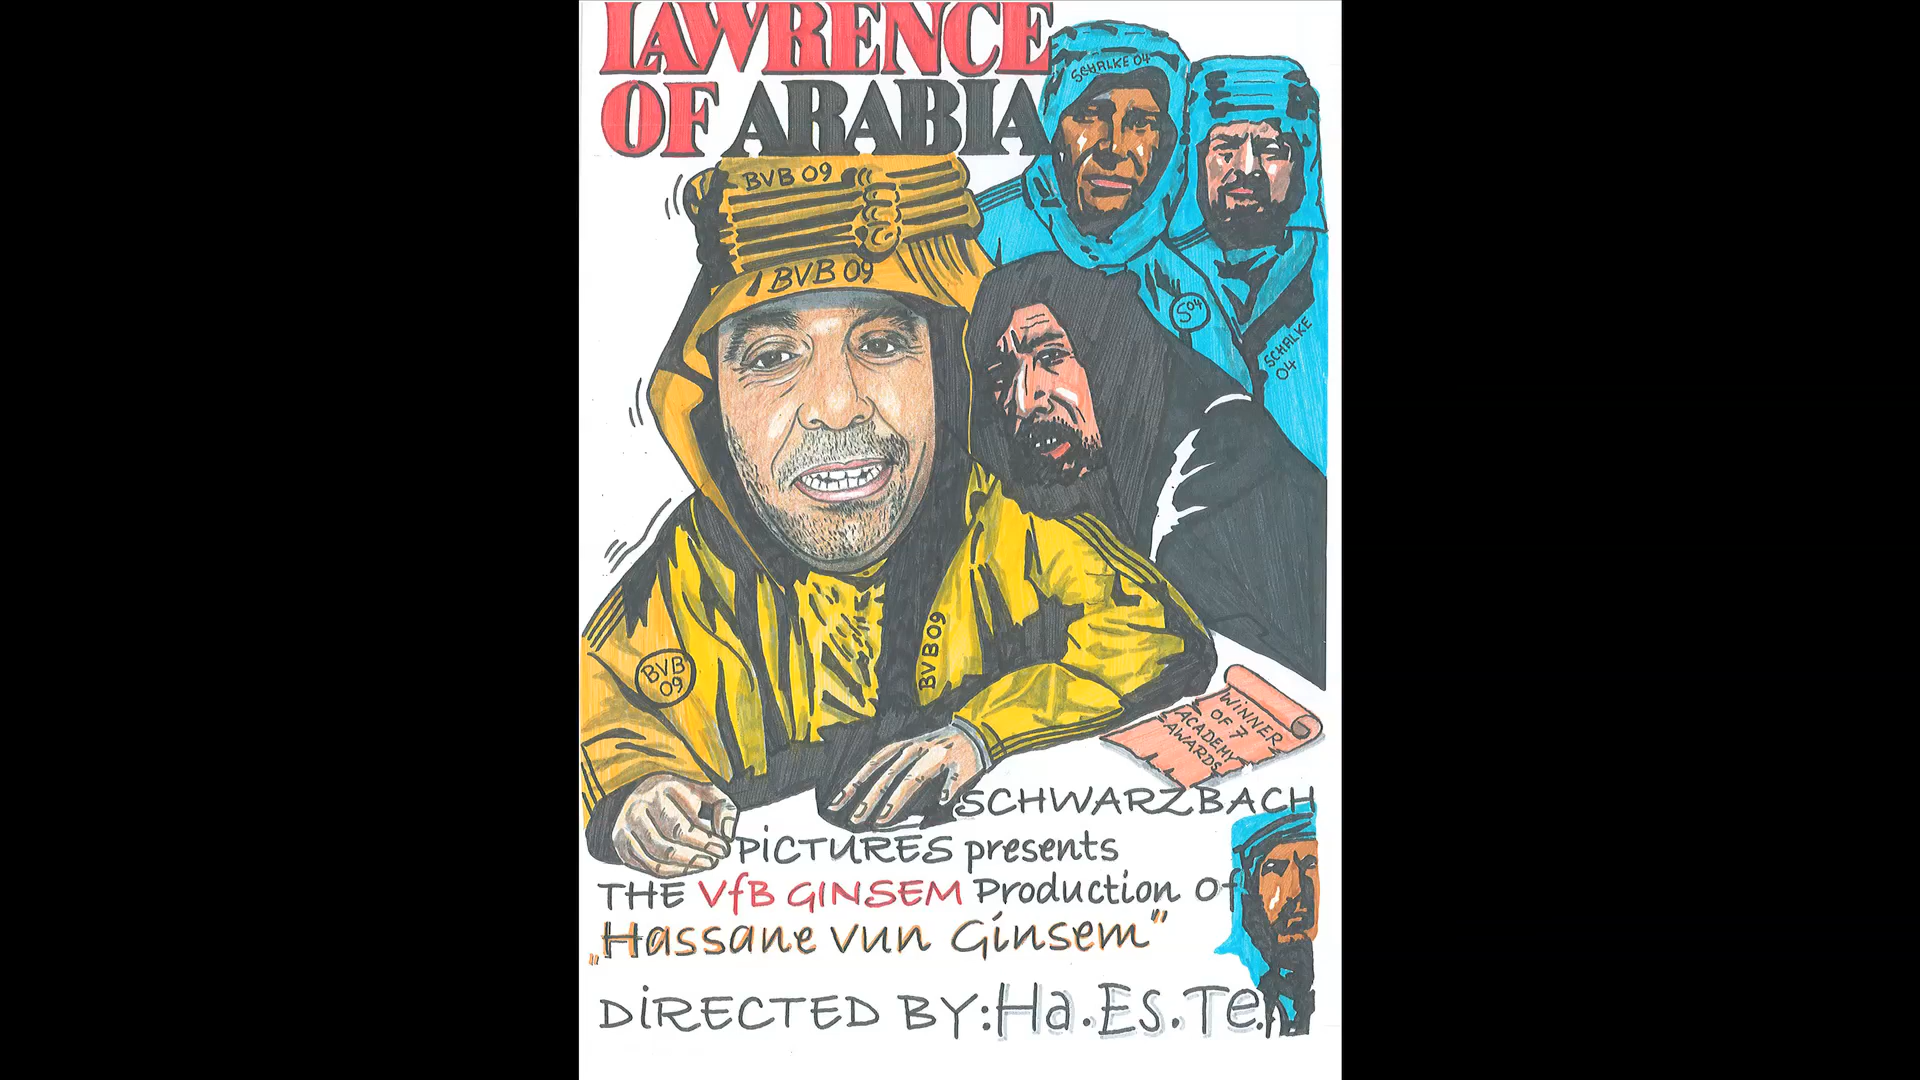 LAWRENCE
OF ARABIA
SCHALKE 04
BVB 09
BVB 09
S04
SCHALKE
04
BVB 09
BVB
09
WINNER
OF 7
ACADEMY
AWARDS
SCHWARZBACH
PiCTURES presents
THE VfB GINSEM Production Of
„Hassane vun Ginsem"
DiRECTED BY: Ha.Es.Te.